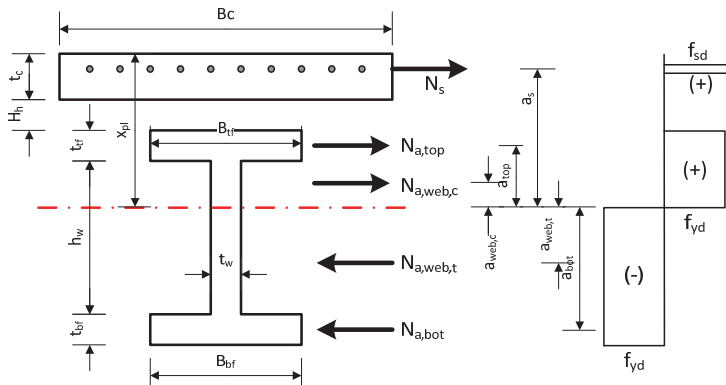 Bc
t_c
H_h
t_tf
h_w
t_bf
x_pl
B_tf
t_w
B_bf
N_s
N_a,top
N_a,web,c
N_a,web,t
N_a,bot
a_s
a_top
a_web,c
a_web,t
a_bot
f_sd
(+)
(+)
f_yd
(-)
f_yd